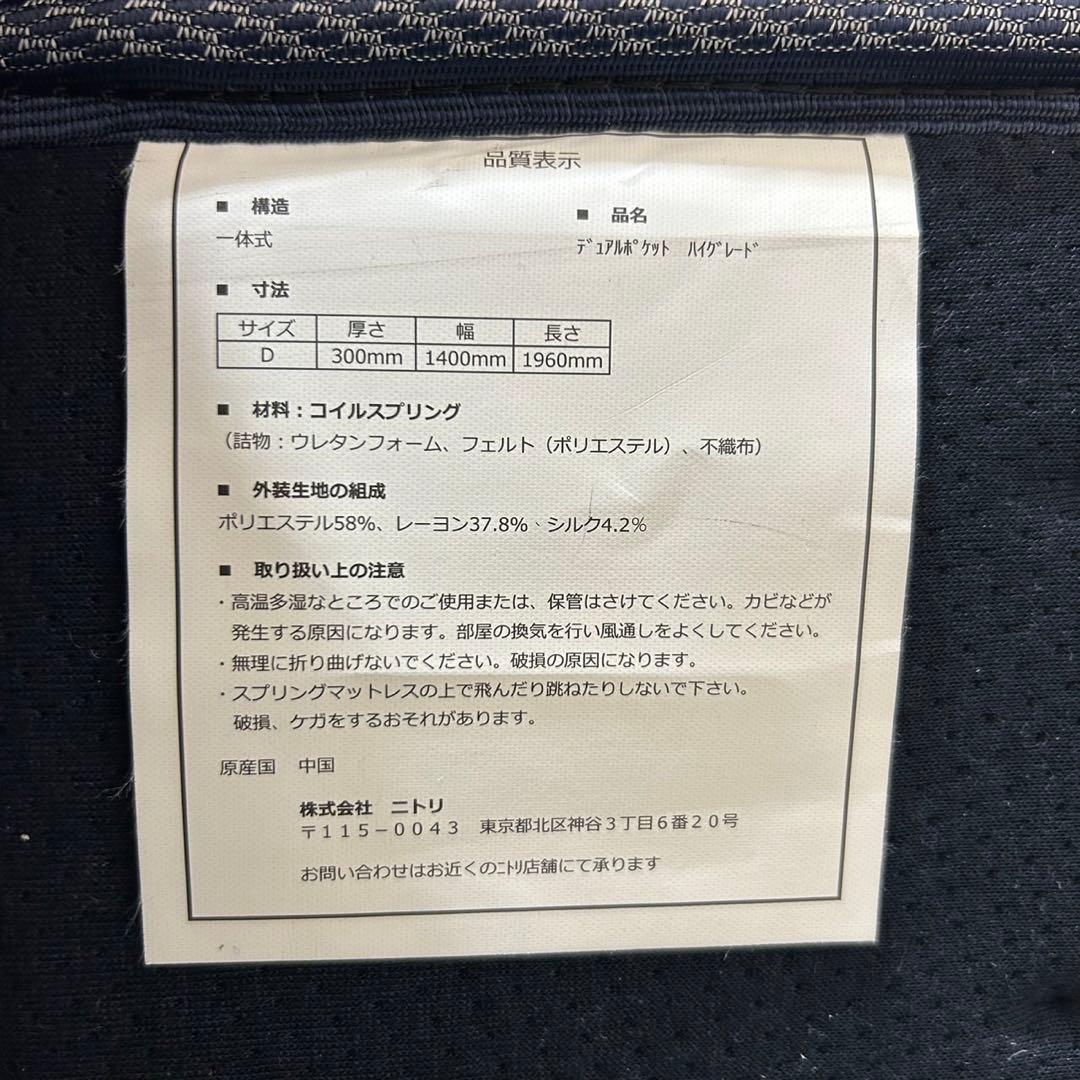 品質表示
■ 構造
一体式
■ 品名
ﾃﾞｭｱﾙﾎﾟｹｯﾄ ﾊｲｸﾞﾚｰﾄﾞ
■ 寸法
サイズ 厚さ 幅 長さ
D 300mm 1400mm 1960mm
■ 材料：コイルスプリング
（詰物：ウレタンフォーム、フェルト（ポリエステル）、不織布）
■ 外装生地の組成
ポリエステル58%、レーヨン37.8%、シルク4.2%
■ 取り扱い上の注意
・高温多湿なところでのご使用または、保管はさけてください。カビなどが
発生する原因になります。部屋の換気を行い風通しをよくしてください。
・無理に折り曲げないでください。破損の原因になります。
・スプリングマットレスの上で飛んだり跳ねたりしないで下さい。
破損、ケガをするおそれがあります。
原産国 中国
株式会社 ニトリ
〒１１５－００４３ 東京都北区神谷３丁目６番２０号
お問い合わせはお近くのﾆﾄﾘ店舗にて承ります